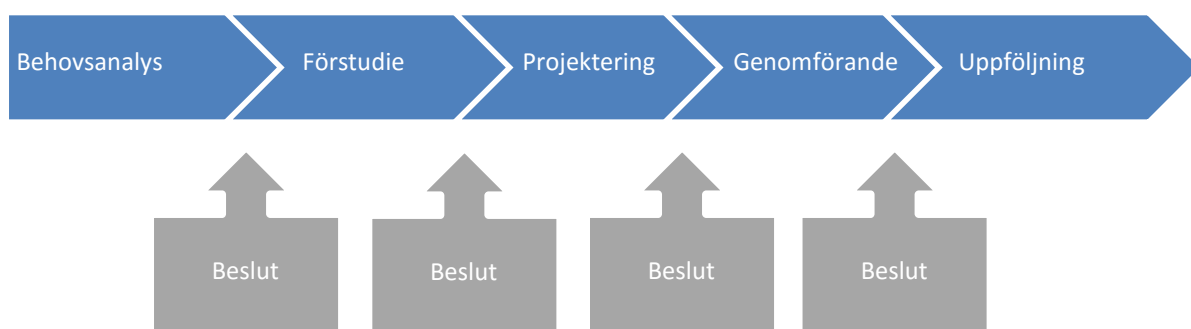 Behovsanalys
Förstudie
Projektering
Genomförande
Uppföljning
Beslut
Beslut
Beslut
Beslut